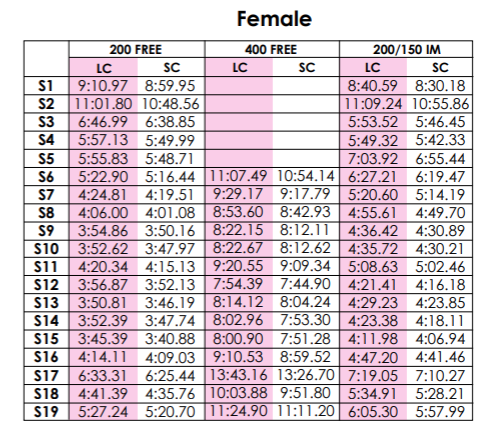 Female
200 FREE 400 FREE 200/150 IM
LC SC LC SC LC SC
S1 9:10.97 8:59.95 8:40.59 8:30.18
S2 11:01.80 10:48.56 11:09.24 10:55.86
S3 6:46.99 6:38.85 5:53.52 5:46.45
S4 5:57.13 5:49.99 5:49.32 5:42.33
S5 5:55.83 5:48.71 7:03.92 6:55.44
S6 5:22.90 5:16.44 11:07.49 10:54.14 6:27.21 6:19.47
S7 4:24.81 4:19.51 9:29.17 9:17.79 5:20.60 5:14.19
S8 4:06.00 4:01.08 8:53.60 8:42.93 4:55.61 4:49.70
S9 3:54.86 3:50.16 8:22.15 8:12.11 4:36.42 4:30.89
S10 3:52.62 3:47.97 8:22.67 8:12.62 4:35.72 4:30.21
S11 4:20.34 4:15.13 9:20.55 9:09.34 5:08.63 5:02.46
S12 3:56.87 3:52.13 7:54.39 7:44.90 4:21.41 4:16.18
S13 3:50.81 3:46.19 8:14.12 8:04.24 4:29.23 4:23.85
S14 3:52.39 3:47.74 8:02.96 7:53.30 4:23.38 4:18.11
S15 3:45.39 3:40.88 8:00.90 7:51.28 4:11.98 4:06.94
S16 4:14.11 4:09.03 9:10.53 8:59.52 4:47.20 4:41.46
S17 6:33.31 6:25.44 13:43.16 13:26.70 7:19.05 7:10.27
S18 4:41.39 4:35.76 10:03.88 9:51.80 5:34.91 5:28.21
S19 5:27.24 5:20.70 11:24.90 11:11.20 6:05.30 5:57.99